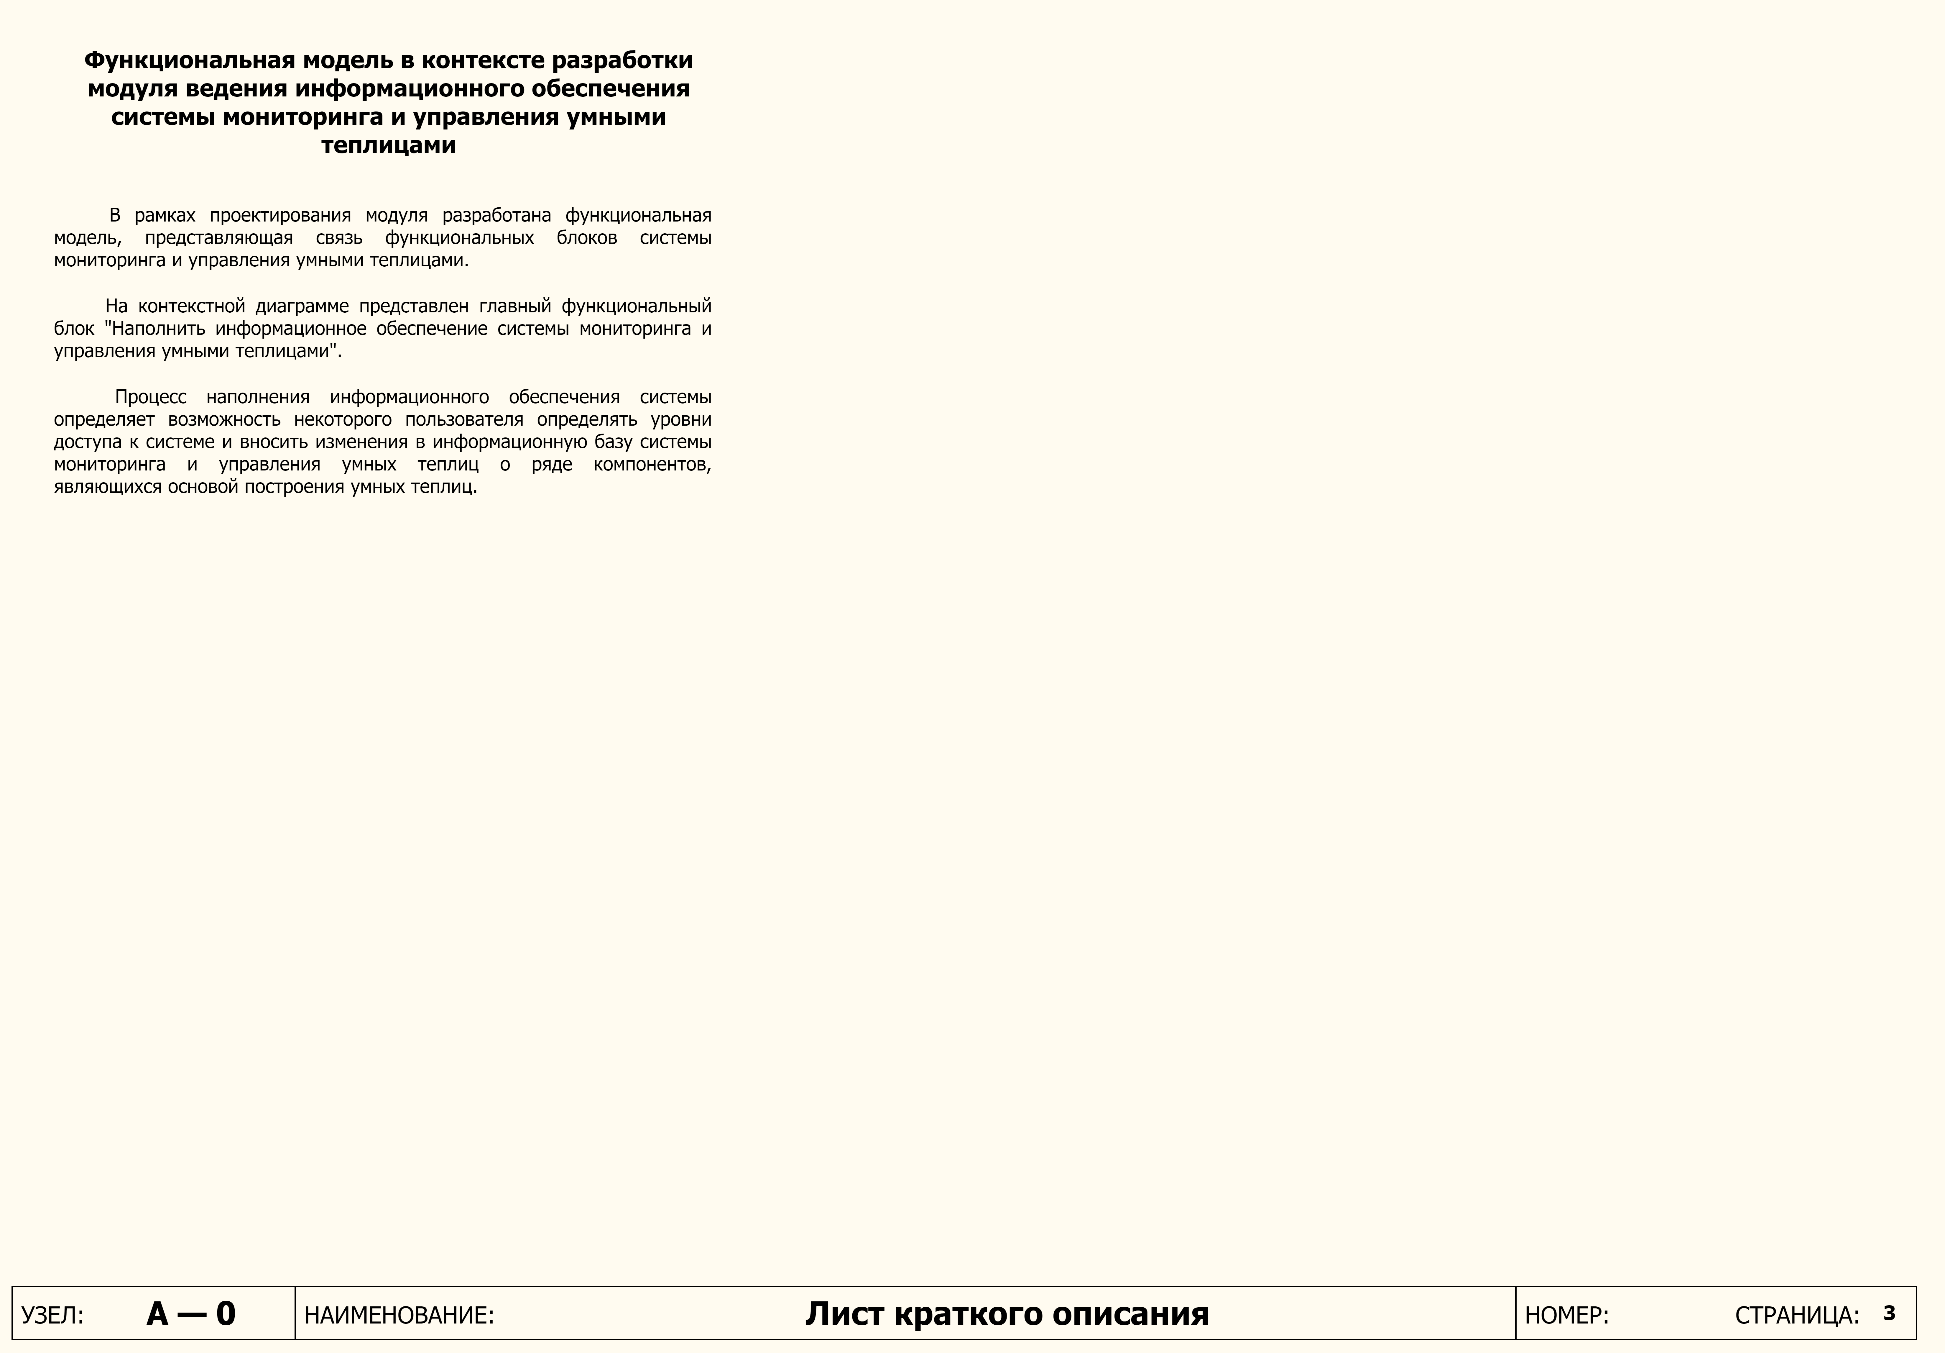 Функциональная модель в контексте разработки
модуля ведения информационного обеспечения
системы мониторинга и управления умными
теплицами
В рамках проектирования модуля разработана функциональная
модель, представляющая связь функциональных блоков системы
мониторинга и управления умными теплицами.
На контекстной диаграмме представлен главный функциональный
блок "Наполнить информационное обеспечение системы мониторинга и
управления умными теплицами".
Процесс наполнения информационного обеспечения системы
определяет возможность некоторого пользователя определять уровни
доступа к системе и вносить изменения в информационную базу системы
мониторинга и управления умных теплиц о ряде компонентов,
являющихся основой построения умных теплиц.
УЗЕЛ: А — 0 НАИМЕНОВАНИЕ: Лист краткого описания НОМЕР: СТРАНИЦА: 3